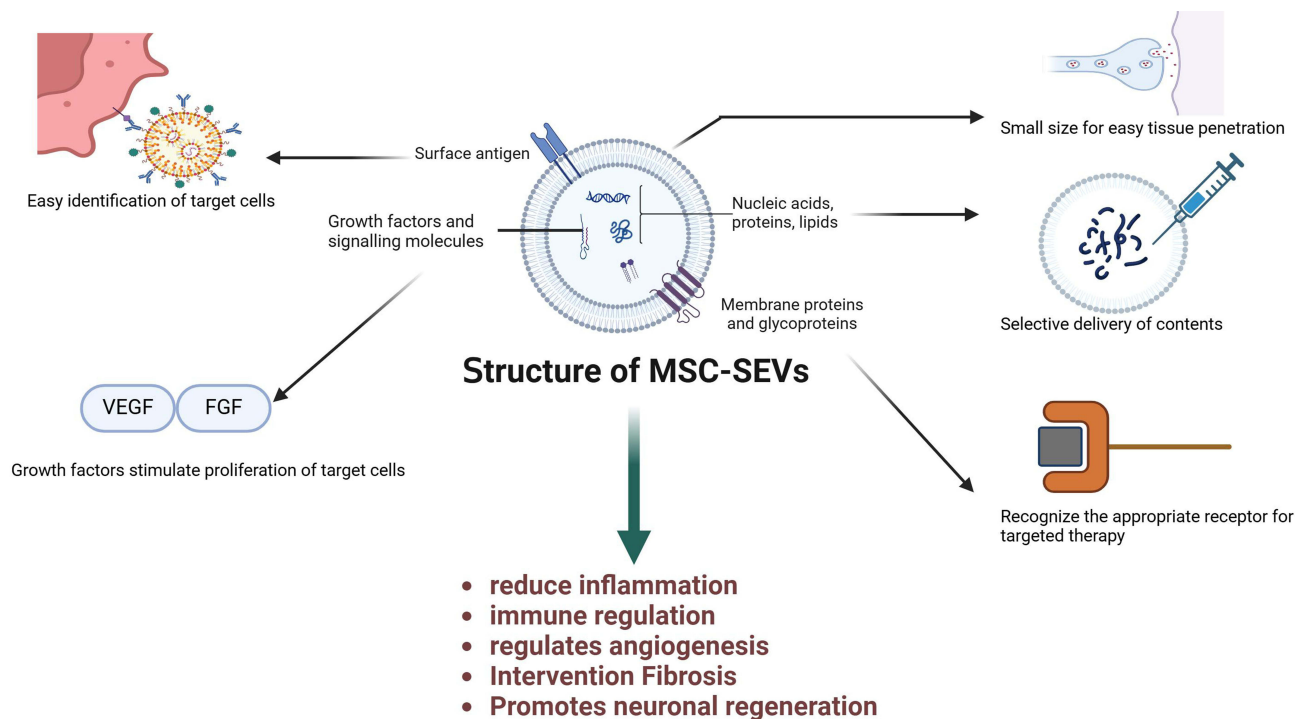 Small size for easy tissue penetration
Surface antigen
Easy identification of target cells
Nucleic acids,
proteins, lipids
Growth factors and
signalling molecules
Membrane proteins
and glycoproteins
Selective delivery of contents
Structure of MSC-SEVs
VEGF
FGF
Growth factors stimulate proliferation of target cells
Recognize the appropriate receptor for
targeted therapy
• reduce inflammation
• immune regulation
• regulates angiogenesis
• Intervention Fibrosis
• Promotes neuronal regeneration